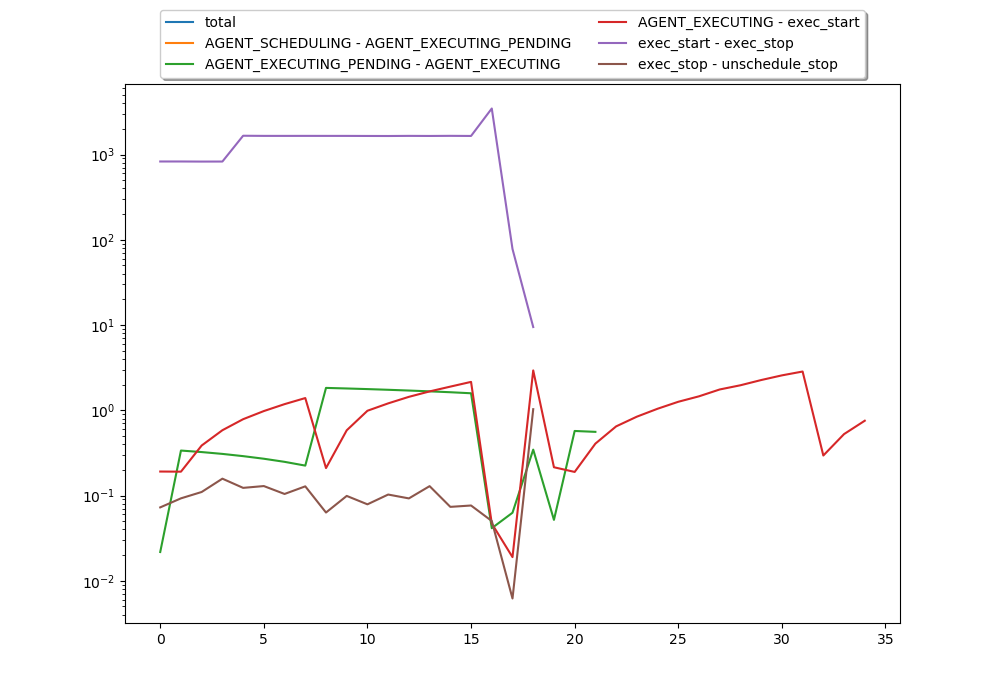 total
AGENT_SCHEDULING - AGENT_EXECUTING_PENDING
AGENT_EXECUTING_PENDING - AGENT_EXECUTING
AGENT_EXECUTING - exec_start
exec_start - exec_stop
exec_stop - unschedule_stop
10³
10²
10¹
10⁰
10⁻¹
10⁻²
0 5 10 15 20 25 30 35